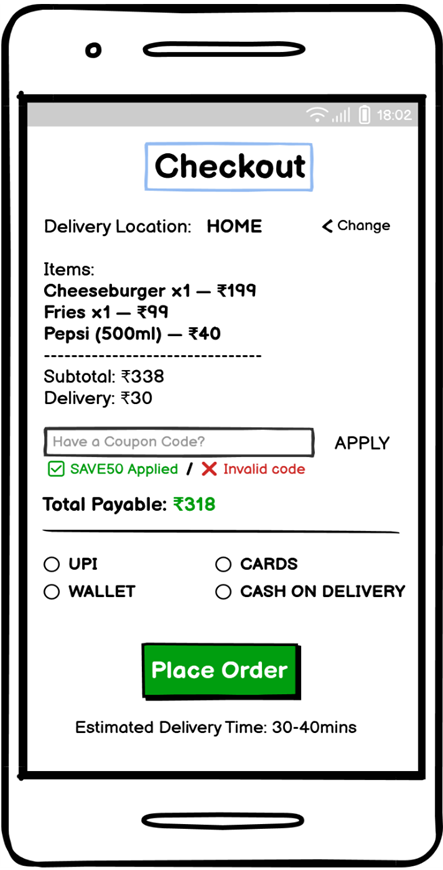 18:02
Checkout
Delivery Location: HOME < Change
Items:
Cheeseburger x1 — ₹199
Fries x1 — ₹99
Pepsi (500ml) — ₹40
--------------------------------
Subtotal: ₹338
Delivery: ₹30
Have a Coupon Code? APPLY
SAVE50 Applied / Invalid code
Total Payable: ₹318
UPI CARDS
WALLET CASH ON DELIVERY
Place Order
Estimated Delivery Time: 30-40mins